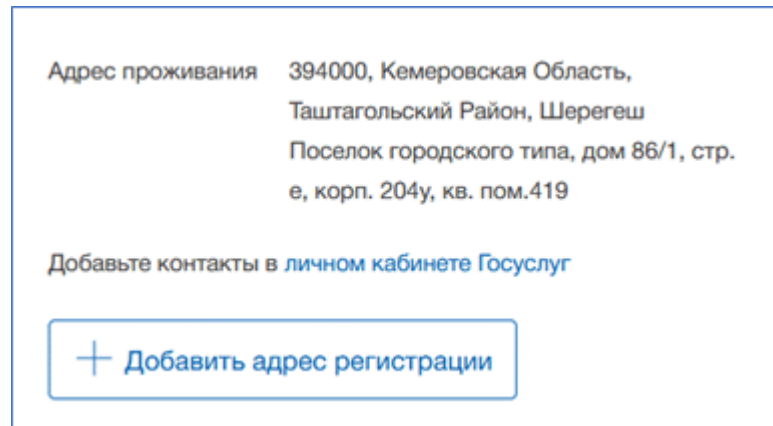 Адрес проживания 394000, Кемеровская Область,
Таштагольский Район, Шерегеш
Поселок городского типа, дом 86/1, стр.
е, корп. 204у, кв. пом.419
Добавьте контакты в личном кабинете Госуслуг
+ Добавить адрес регистрации